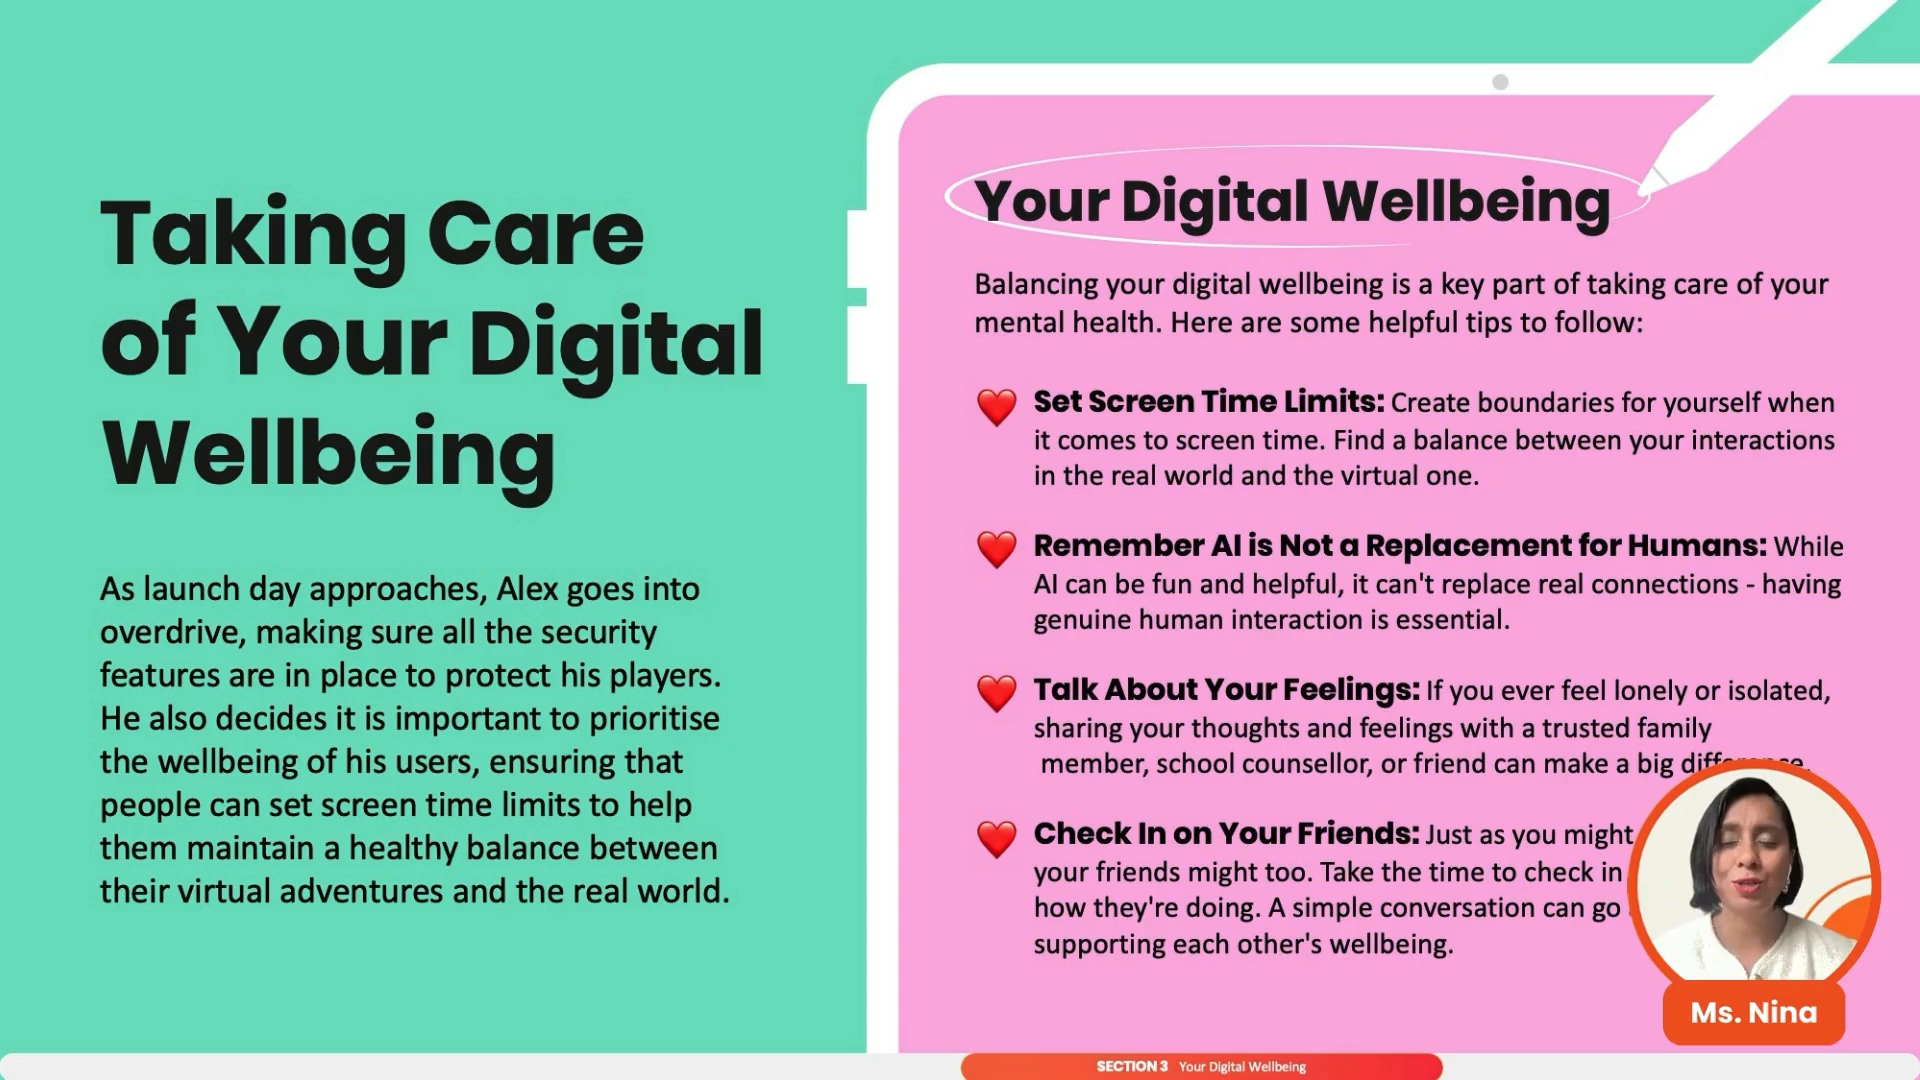 Taking Care
of Your Digital
Wellbeing
As launch day approaches, Alex goes into
overdrive, making sure all the security
features are in place to protect his players.
He also decides it is important to prioritise
the wellbeing of his users, ensuring that
people can set screen time limits to help
them maintain a healthy balance between
their virtual adventures and the real world.
Your Digital Wellbeing
Balancing your digital wellbeing is a key part of taking care of your
mental health. Here are some helpful tips to follow:
Set Screen Time Limits: Create boundaries for yourself when
it comes to screen time. Find a balance between your interactions
in the real world and the virtual one.
Remember AI is Not a Replacement for Humans: While
AI can be fun and helpful, it can't replace real connections - having
genuine human interaction is essential.
Talk About Your Feelings: If you ever feel lonely or isolated,
sharing your thoughts and feelings with a trusted family
member, school counsellor, or friend can make a big difference.
Check In on Your Friends: Just as you might
your friends might too. Take the time to check in
how they're doing. A simple conversation can go
supporting each other's wellbeing.
Ms. Nina
SECTION 3 Your Digital Wellbeing